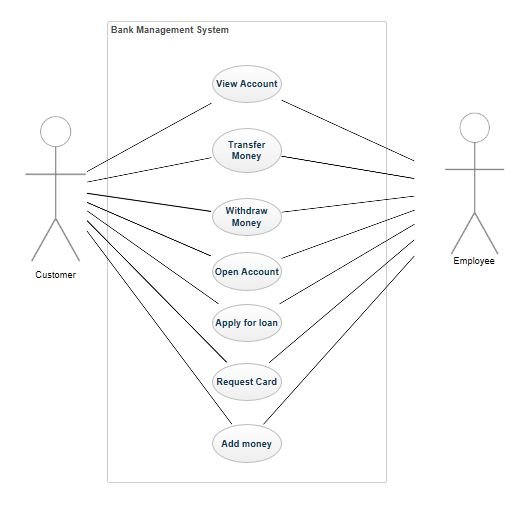 Bank Management System
View Account
Transfer
Money
Withdraw
Money
Open Account
Apply for loan
Request Card
Add money
Customer
Employee